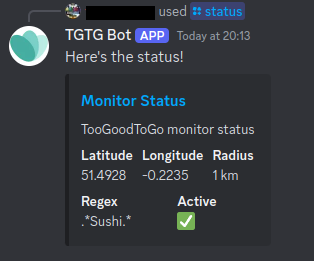 used status
TGTG Bot APP Today at 20:13
Here's the status!
Monitor Status
TooGoodToGo monitor status
Latitude Longitude Radius
51.4928 -0.2235 1 km
Regex Active
.*Sushi.*